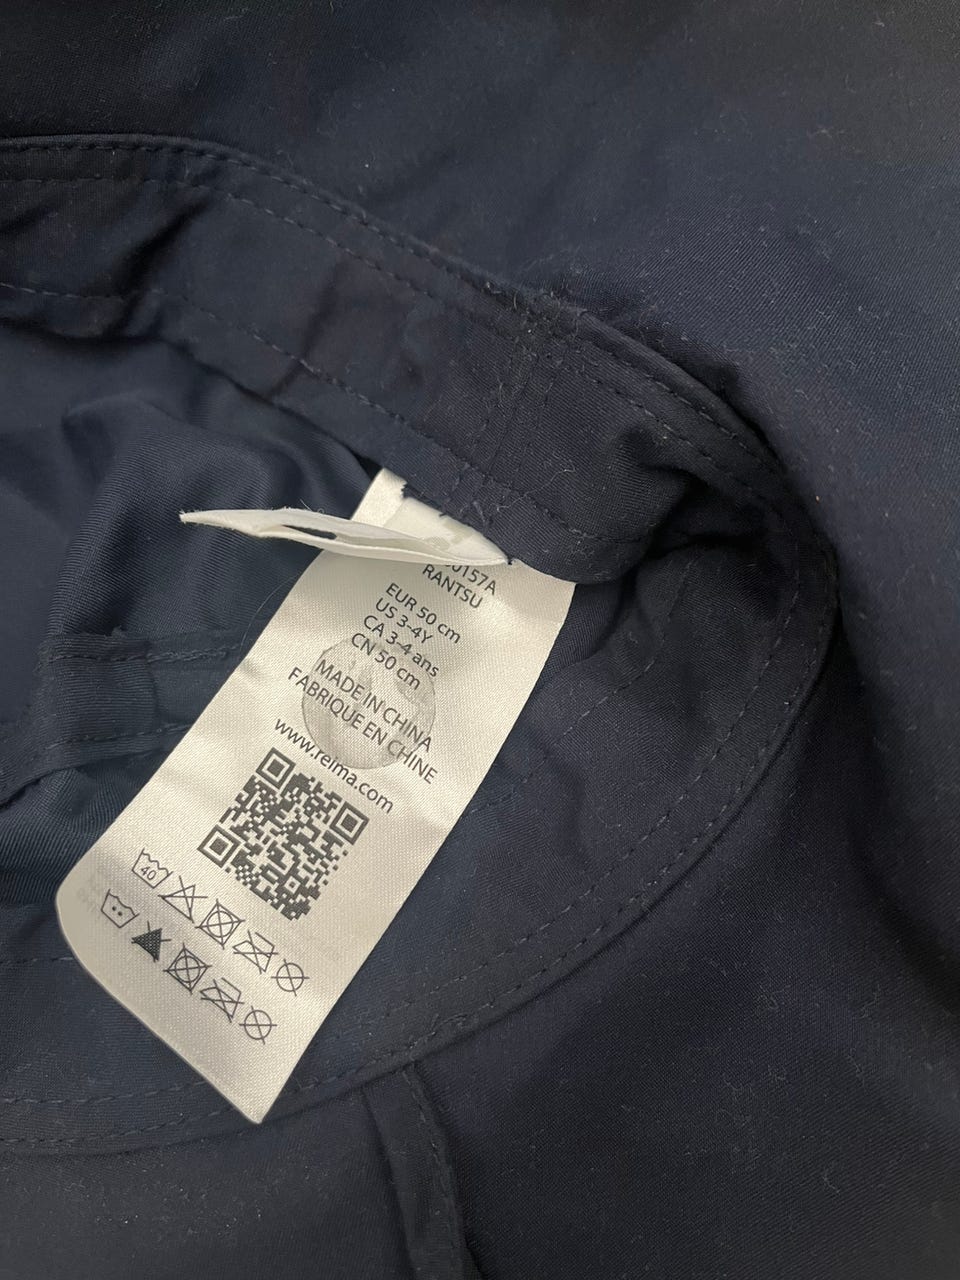 0157A
RANTSU
EUR 50 cm
US 3-4Y
CA 3-4 ans
CN 50 cm
MADE IN CHINA
FABRIQUE EN CHINE
www.reima.com
40